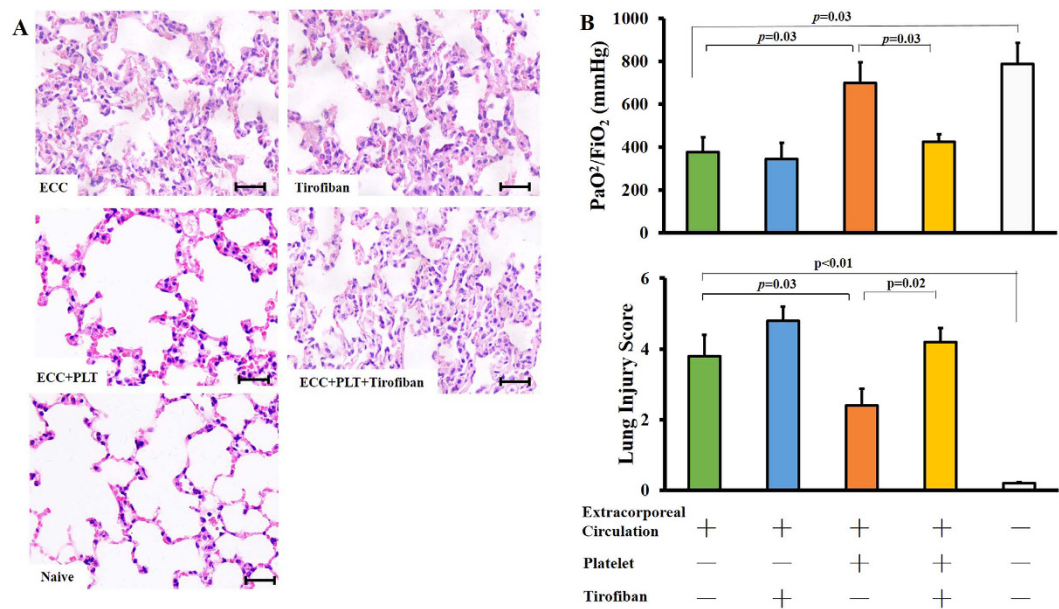 A
ECC
Tirofiban
ECC+PLT
ECC+PLT+Tirofiban
Naive
B
PaO²/FiO₂ (mmHg)
1000
800
600
400
200
0
p=0.03
p=0.03
p=0.03
Lung Injury Score
6
4
2
0
p<0.01
p=0.03
p=0.02
Extracorporeal
Circulation + + + + —
Platelet — — + + —
Tirofiban — + — + —